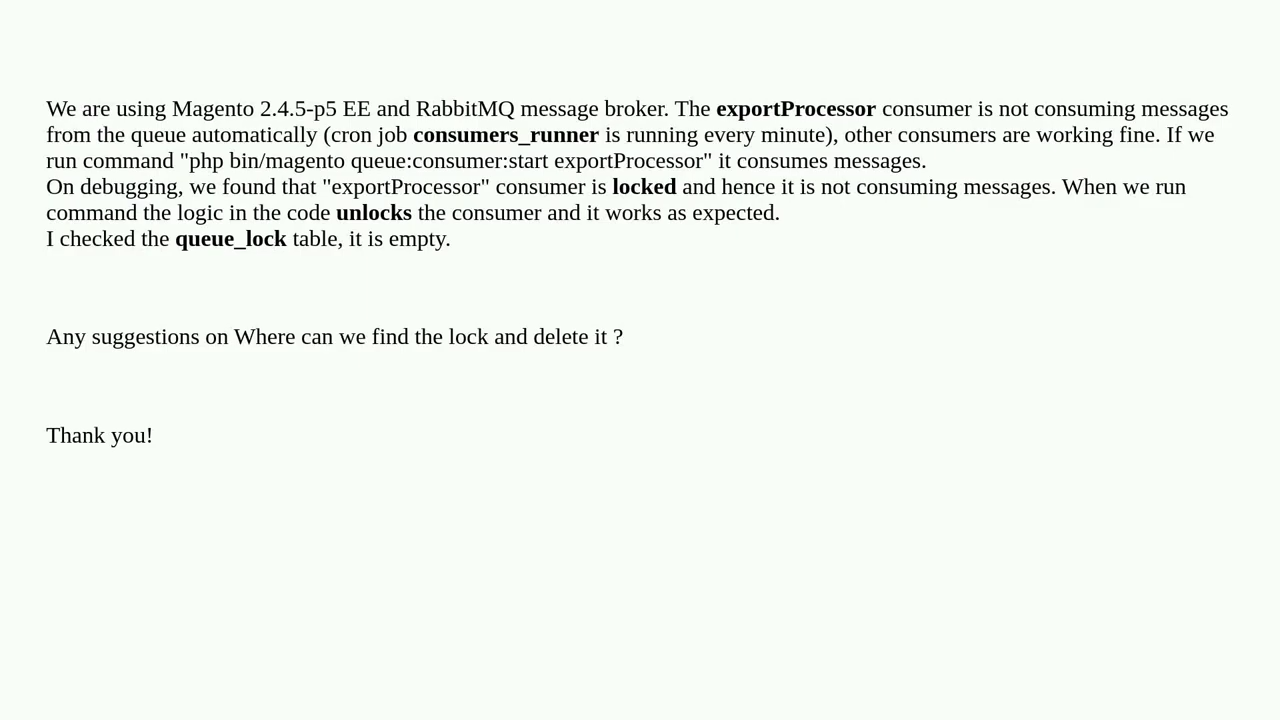 We are using Magento 2.4.5-p5 EE and RabbitMQ message broker. The exportProcessor consumer is not consuming messages
from the queue automatically (cron job consumers_runner is running every minute), other consumers are working fine. If we
run command "php bin/magento queue:consumer:start exportProcessor" it consumes messages.
On debugging, we found that "exportProcessor" consumer is locked and hence it is not consuming messages. When we run
command the logic in the code unlocks the consumer and it works as expected.
I checked the queue_lock table, it is empty.
Any suggestions on Where can we find the lock and delete it ?
Thank you!